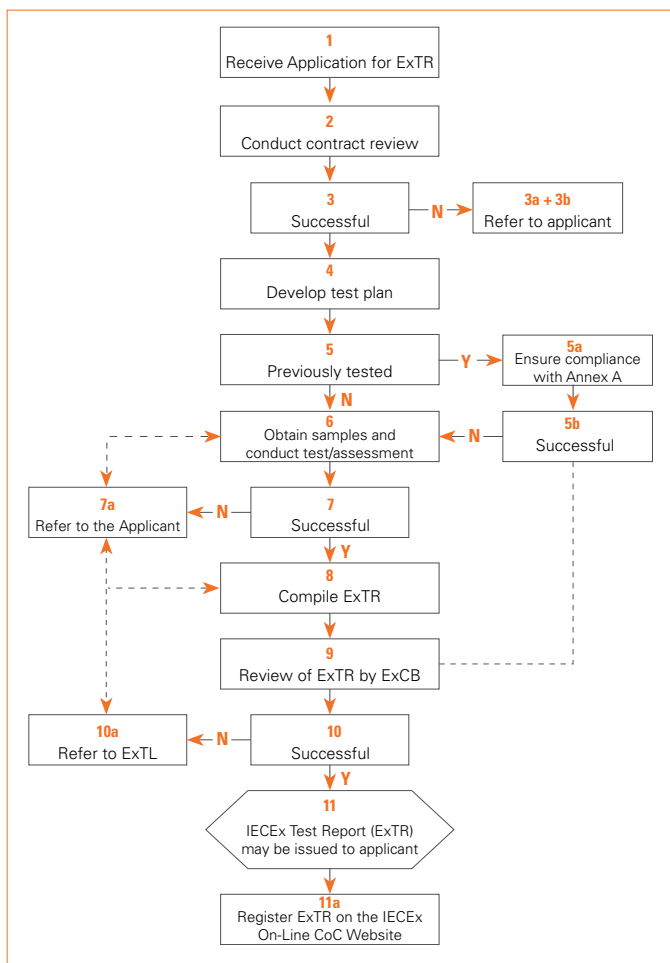 1
Receive Application for ExTR
2
Conduct contract review
3
Successful
N
3a + 3b
Refer to applicant
4
Develop test plan
5
Previously tested
Y
5a
Ensure compliance
with Annex A
N
6
Obtain samples and
conduct test/assessment
N
5b
Successful
7a
Refer to the Applicant
N
7
Successful
Y
8
Compile ExTR
9
Review of ExTR by ExCB
10a
Refer to ExTL
N
10
Successful
Y
11
IECEx Test Report (ExTR)
may be issued to applicant
11a
Register ExTR on the IECEx
On-Line CoC Website